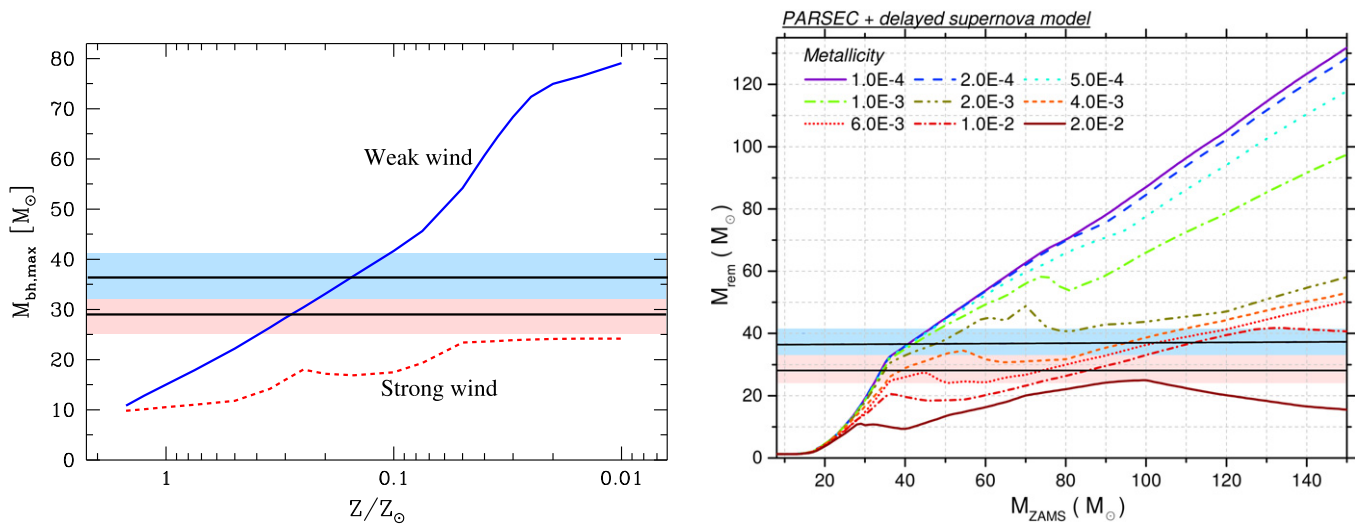 80
70
60
50
40
30
20
10
0
M_bh,max [M_⊙]
Weak wind
Strong wind
1
0.1
0.01
Z/Z_⊙
PARSEC + delayed supernova model
Metallicity
1.0E-4 2.0E-4 5.0E-4
1.0E-3 2.0E-3 4.0E-3
6.0E-3 1.0E-2 2.0E-2
120
100
80
60
40
20
0
M_rem ( M_⊙)
20 40 60 80 100 120 140
M_ZAMS ( M_⊙)